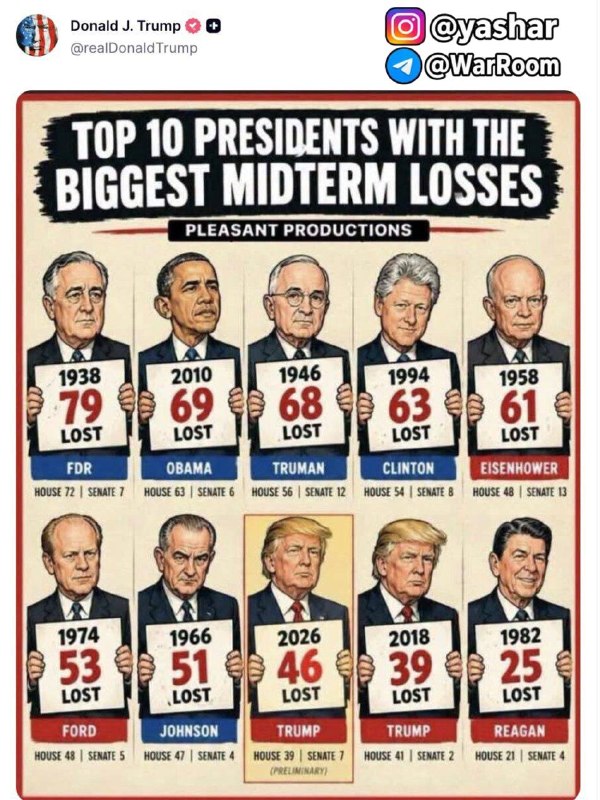 Donald J. Trump
@realDonaldTrump
@yashar
@WarRoom
TOP 10 PRESIDENTS WITH THE
BIGGEST MIDTERM LOSSES
PLEASANT PRODUCTIONS
1938
79
LOST
FDR
HOUSE 72 | SENATE 7
2010
69
LOST
OBAMA
HOUSE 63 | SENATE 6
1946
68
LOST
TRUMAN
HOUSE 56 | SENATE 12
1994
63
LOST
CLINTON
HOUSE 54 | SENATE 8
1958
61
LOST
EISENHOWER
HOUSE 48 | SENATE 13
1974
53
LOST
FORD
HOUSE 48 | SENATE 5
1966
51
LOST
JOHNSON
HOUSE 47 | SENATE 4
2026
46
LOST
TRUMP
HOUSE 39 | SENATE 7
(PRELIMINARY)
2018
39
LOST
TRUMP
HOUSE 41 | SENATE 2
1982
25
LOST
REAGAN
HOUSE 21 | SENATE 4